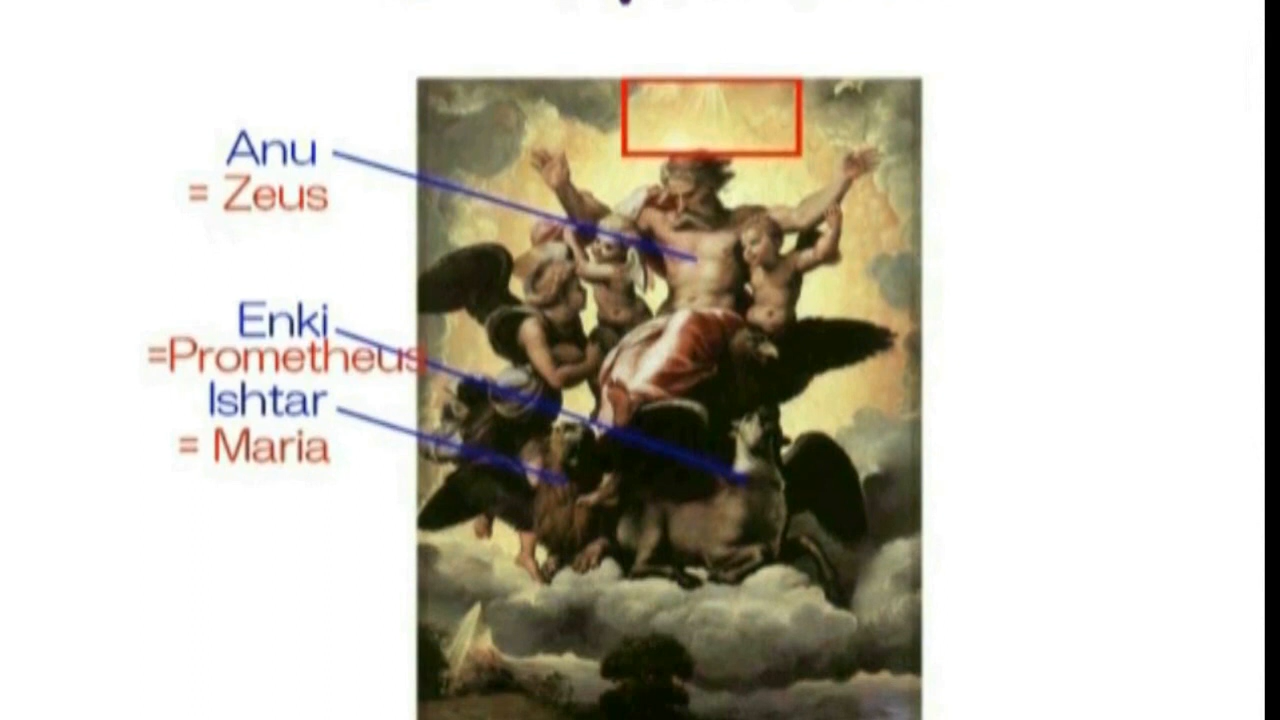 Anu
= Zeus
Enki
=Prometheus
Ishtar
= Maria